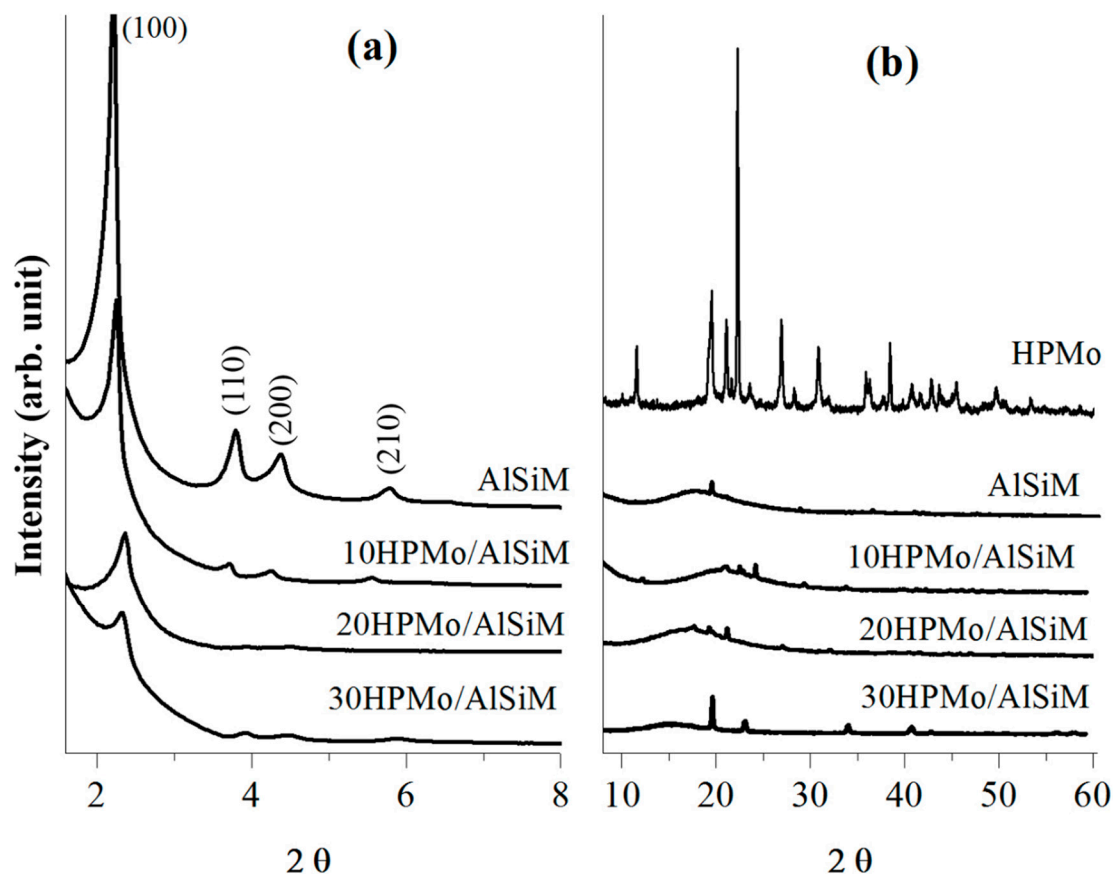 (100)
(a)
(b)
Intensity (arb. unit)
(110)
(200)
(210)
AlSiM
10HPMo/AlSiM
20HPMo/AlSiM
30HPMo/AlSiM
2 4 6 8
2 θ
HPMo
AlSiM
10HPMo/AlSiM
20HPMo/AlSiM
30HPMo/AlSiM
10 20 30 40 50 60
2 θ